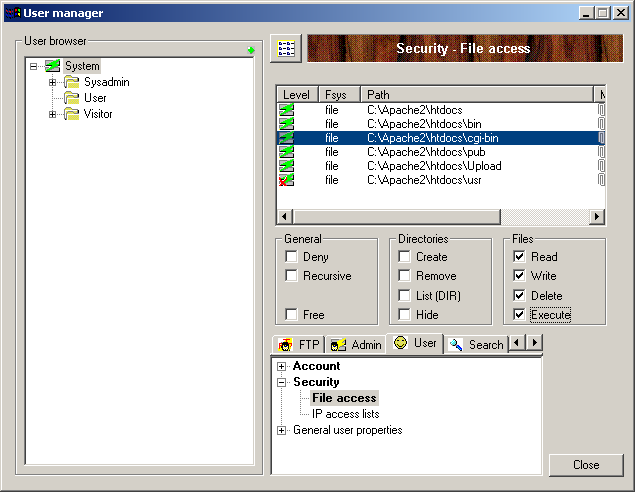 User manager
User browser
System
Sysadmin
User
Visitor
Security - File access
Level Fsys Path
file C:\Apache2\htdocs
file C:\Apache2\htdocs\bin
file C:\Apache2\htdocs\cgi-bin
file C:\Apache2\htdocs\pub
file C:\Apache2\htdocs\Upload
file C:\Apache2\htdocs\usr
General
Deny
Recursive
Free
Directories
Create
Remove
List (DIR)
Hide
Files
Read
Write
Delete
Execute
FTP Admin User Search
Account
Security
File access
IP access lists
General user properties
Close